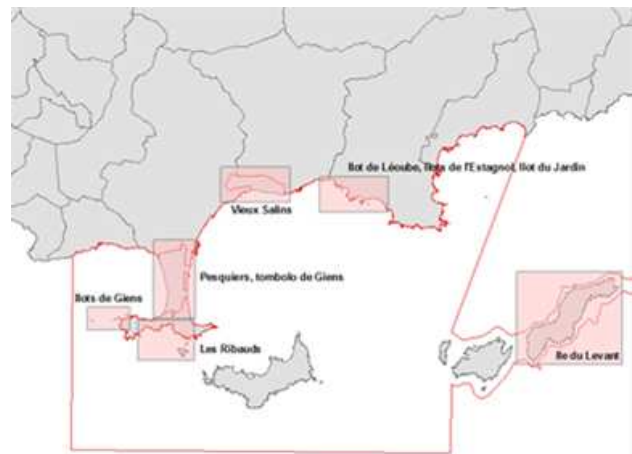 Ilot de Léoube, Ilots de l'Estagnol, Ilot du Jardin
Vieux Salins
Pesquiers, tombolo de Giens
Ilots de Giens
Les Ribauds
Ile du Levant